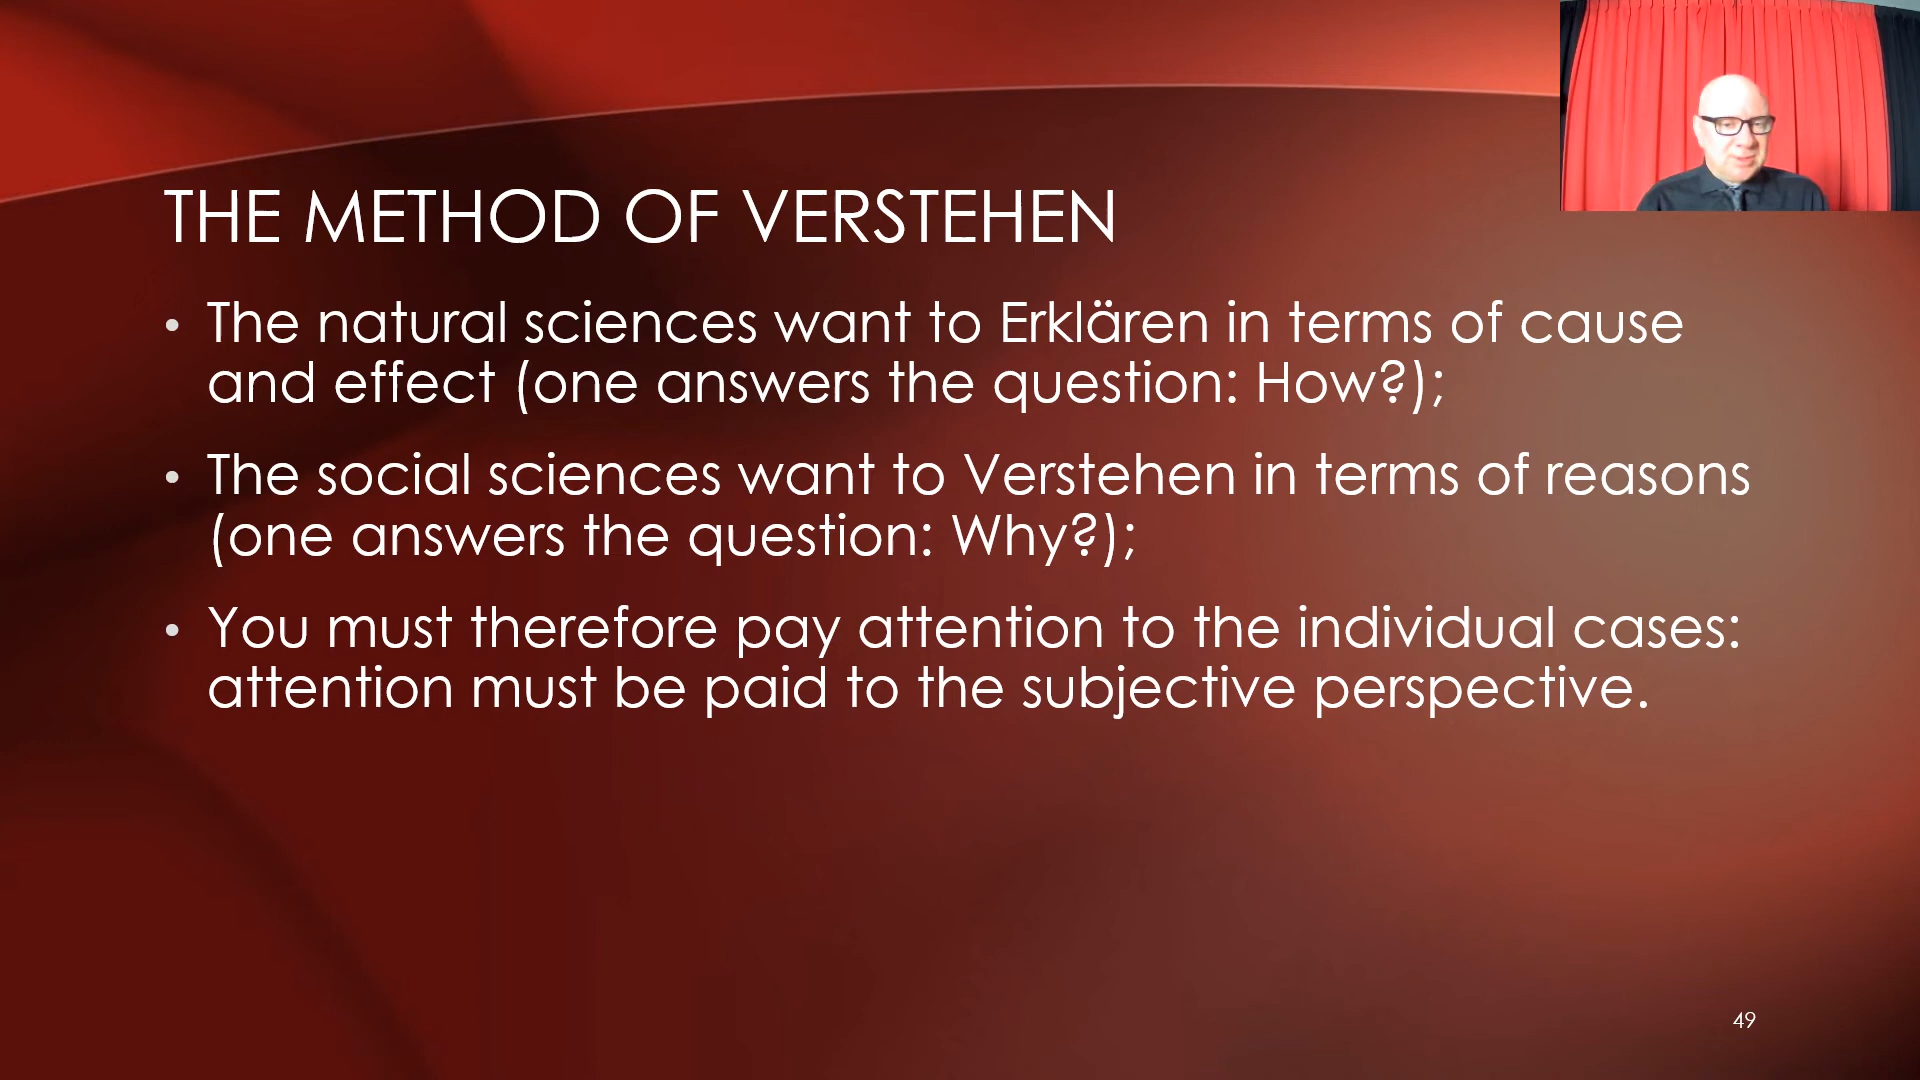 THE METHOD OF VERSTEHEN
• The natural sciences want to Erklären in terms of cause
and effect (one answers the question: How?);
• The social sciences want to Verstehen in terms of reasons
(one answers the question: Why?);
• You must therefore pay attention to the individual cases:
attention must be paid to the subjective perspective.
49